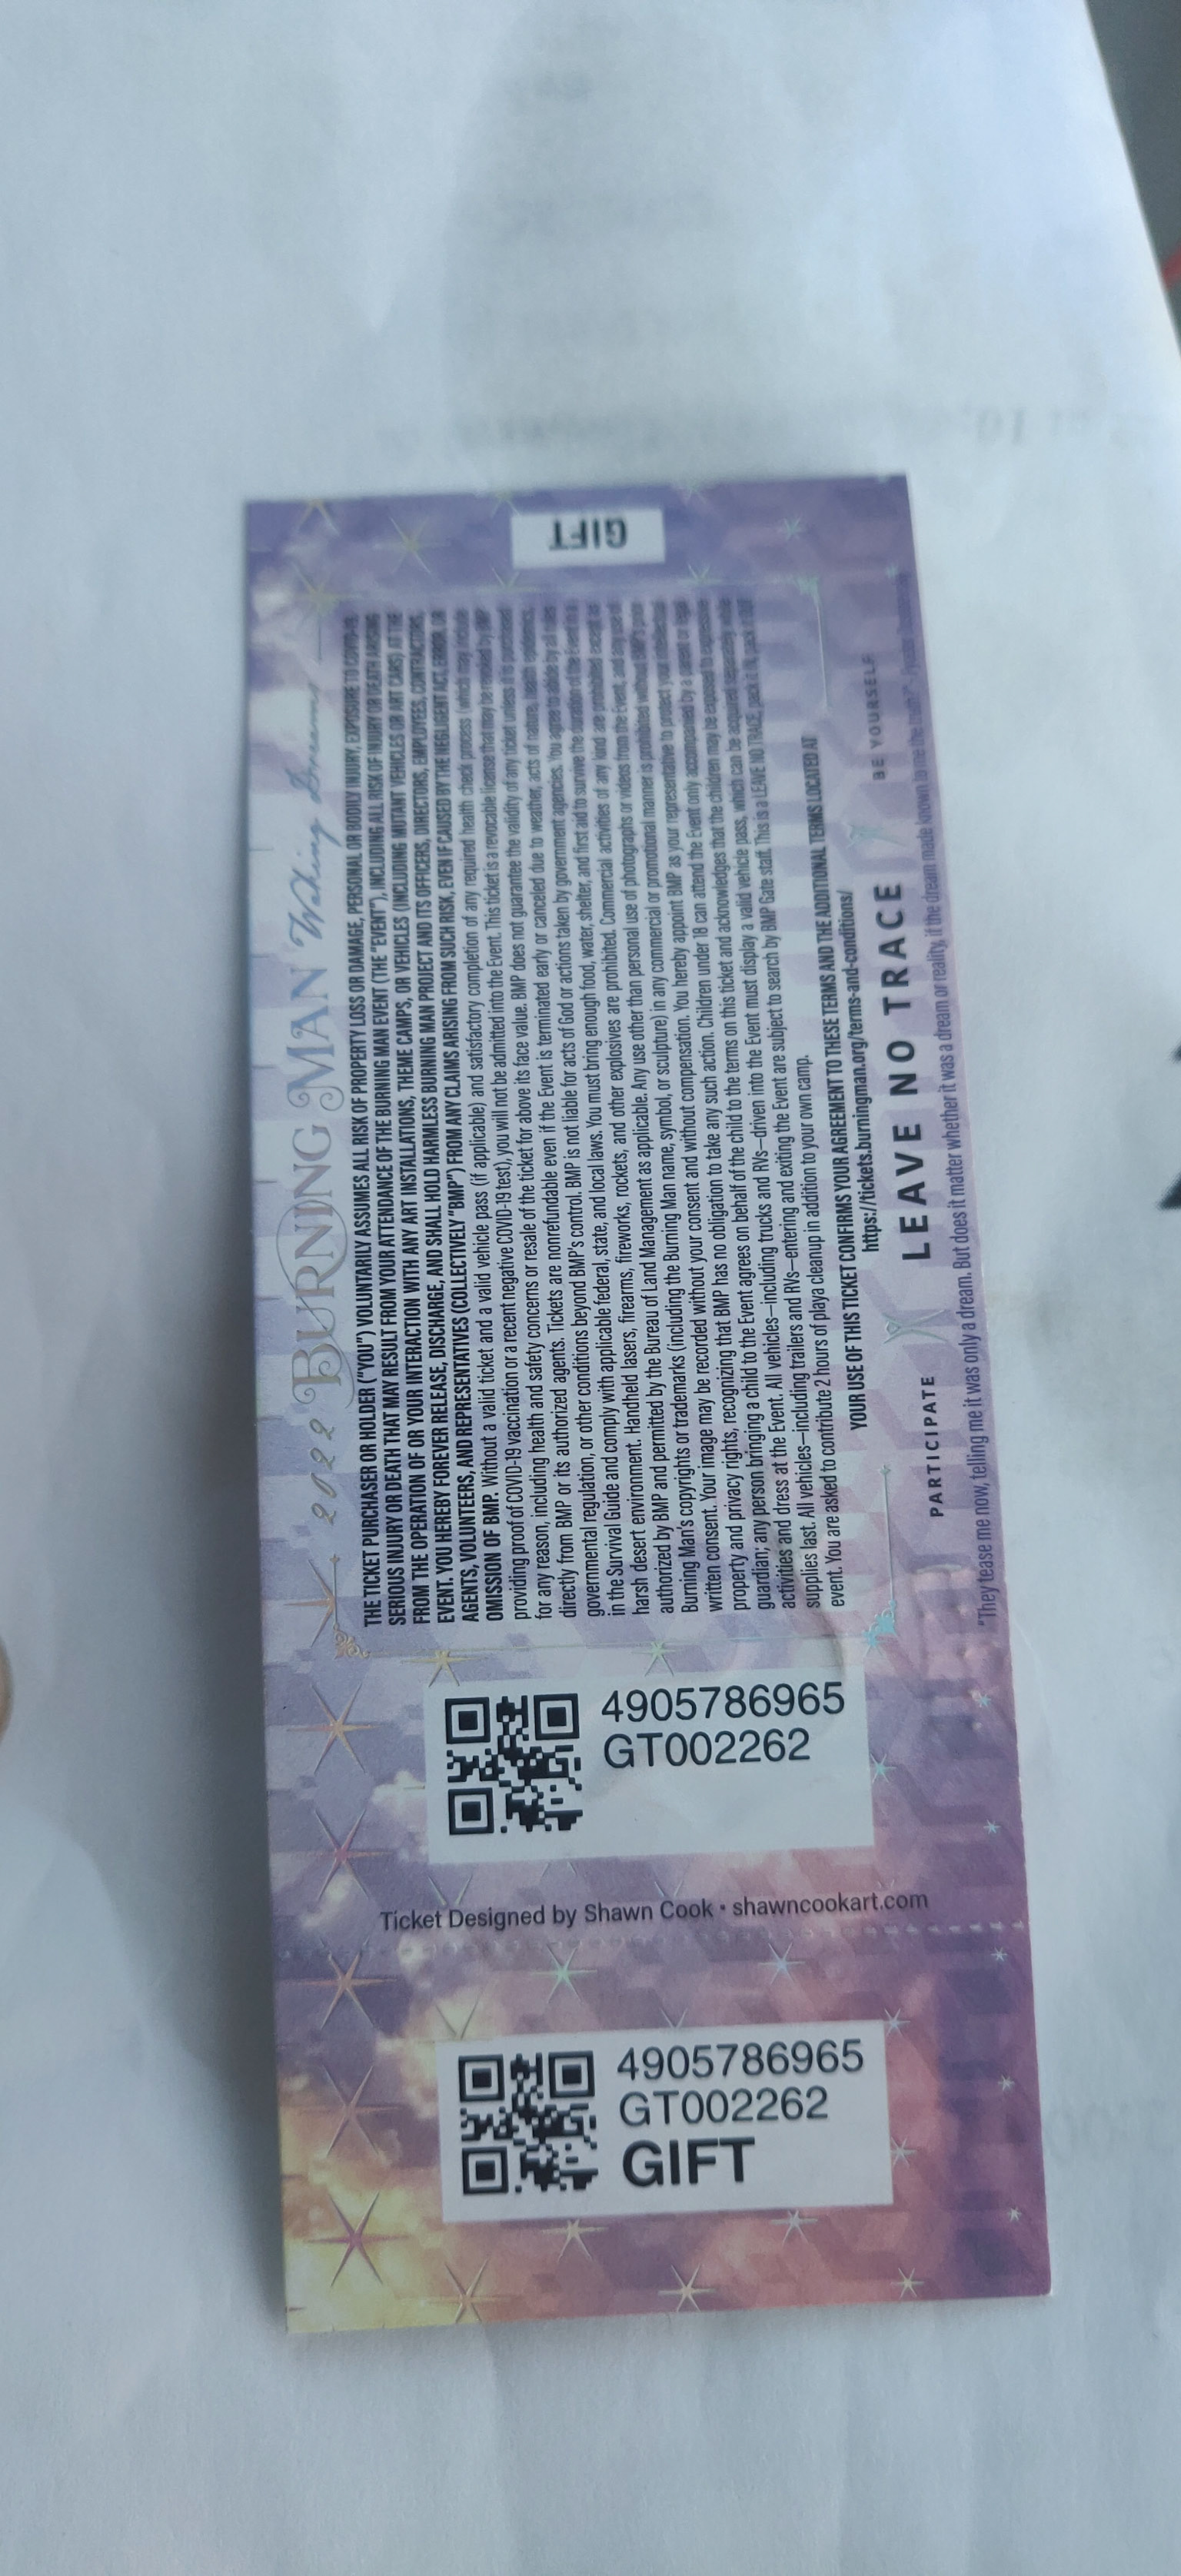 2022 BURNING MAN Waking Dreams
THE TICKET PURCHASER OR HOLDER ("YOU") VOLUNTARILY ASSUMES ALL RISK OF PROPERTY LOSS OR DAMAGE, PERSONAL OR BODILY INJURY, EXPOSURE TO COVID-19,
SERIOUS INJURY OR DEATH THAT MAY RESULT FROM YOUR ATTENDANCE OF THE BURNING MAN EVENT (THE "EVENT"), INCLUDING ALL RISK OF INJURY OR DEATH ARISING
FROM THE OPERATION OF OR YOUR INTERACTION WITH ANY ART INSTALLATIONS, THEME CAMPS, OR VEHICLES (INCLUDING MUTANT VEHICLES OR ART CARS) AT THE
EVENT. YOU HEREBY FOREVER RELEASE, DISCHARGE, AND SHALL HOLD HARMLESS BURNING MAN PROJECT AND ITS OFFICERS, DIRECTORS, EMPLOYEES, CONTRACTORS,
AGENTS, VOLUNTEERS, AND REPRESENTATIVES (COLLECTIVELY "BMP") FROM ANY CLAIMS ARISING FROM SUCH RISK, EVEN IF CAUSED BY THE NEGLIGENT ACT, ERROR, OR
OMISSION OF BMP. Without a valid ticket and a valid vehicle pass (if applicable) and satisfactory completion of any required health check process (which may include
providing proof of COVID-19 vaccination or a recent negative COVID-19 test), you will not be admitted into the Event. This ticket is a revocable license that may be revoked by BMP
for any reason, including health and safety concerns or resale of the ticket for above its face value. BMP does not guarantee the validity of any ticket unless it is purchased
directly from BMP or its authorized agents. Tickets are nonrefundable even if the Event is terminated early or canceled due to weather, acts of nature, health epidemics,
governmental regulation, or other conditions beyond BMP's control. BMP is not liable for acts of God or actions taken by government agencies. You agree to abide by all rules
in the Survival Guide and comply with applicable federal, state, and local laws. You must bring enough food, water, shelter, and first aid to survive the duration of the Event in a
harsh desert environment. Handheld lasers, firearms, fireworks, rockets, and other explosives are prohibited. Commercial activities of any kind are prohibited except as
authorized by BMP and permitted by the Bureau of Land Management as applicable. Any use other than personal use of photographs or videos from the Event, and any use of
Burning Man's copyrights or trademarks (including the Burning Man name, symbol, or sculpture) in any commercial or promotional manner is prohibited without BMP's prior
written consent. Your image may be recorded without your consent and without compensation. You hereby appoint BMP as your representative to protect your intellectual
property and privacy rights, recognizing that BMP has no obligation to take any such action. Children under 18 can attend the Event only accompanied by a parent or legal
guardian; any person bringing a child to the Event agrees on behalf of the child to the terms on this ticket and acknowledges that the children may be exposed to expressive
activities and dress at the Event. All vehicles—including trucks and RVs—driven into the Event must display a valid vehicle pass, which can be acquired separately while
supplies last. All vehicles—including trailers and RVs—entering and exiting the Event are subject to search by BMP Gate staff. This is a LEAVE NO TRACE, pack it in, pack it OUT
event. You are asked to contribute 2 hours of playa cleanup in addition to your own camp.
YOUR USE OF THIS TICKET CONFIRMS YOUR AGREEMENT TO THESE TERMS AND THE ADDITIONAL TERMS LOCATED AT
https://tickets.burningman.org/terms-and-conditions/
PARTICIPATE LEAVE NO TRACE BE YOURSELF
"They tease me now, telling me it was only a dream. But does it matter whether it was a dream or reality, if the dream made known to me the truth?"
GIFT
4905786965
GT002262
Ticket Designed by Shawn Cook • shawncookart.com
4905786965
GT002262
GIFT